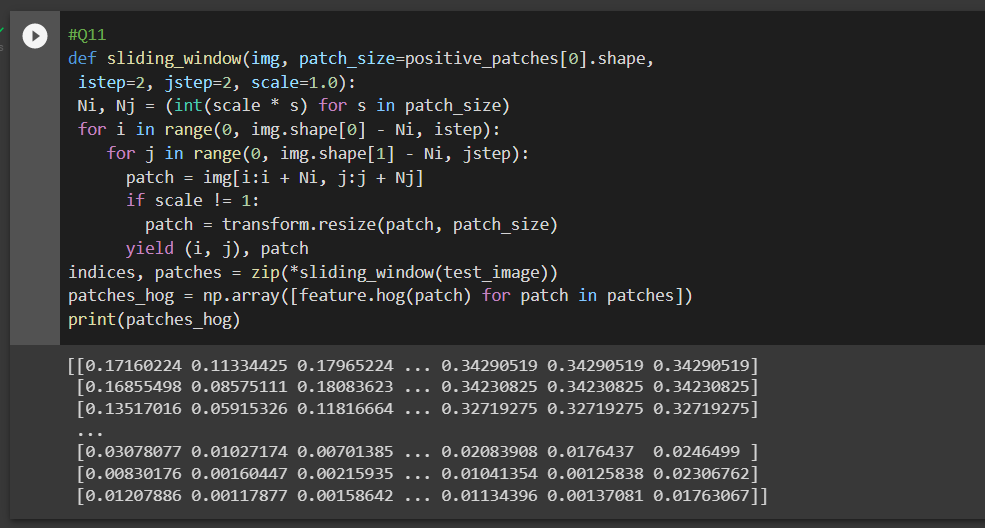 #Q11
def sliding_window(img, patch_size=positive_patches[0].shape,
 istep=2, jstep=2, scale=1.0):
 Ni, Nj = (int(scale * s) for s in patch_size)
 for i in range(0, img.shape[0] - Ni, istep):
    for j in range(0, img.shape[1] - Ni, jstep):
      patch = img[i:i + Ni, j:j + Nj]
      if scale != 1:
        patch = transform.resize(patch, patch_size)
      yield (i, j), patch
indices, patches = zip(*sliding_window(test_image))
patches_hog = np.array([feature.hog(patch) for patch in patches])
print(patches_hog)
[[0.17160224 0.11334425 0.17965224 ... 0.34290519 0.34290519 0.34290519]
 [0.16855498 0.08575111 0.18083623 ... 0.34230825 0.34230825 0.34230825]
 [0.13517016 0.05915326 0.11816664 ... 0.32719275 0.32719275 0.32719275]
 ...
 [0.03078077 0.01027174 0.00701385 ... 0.02083908 0.0176437  0.0246499 ]
 [0.00830176 0.00160447 0.00215935 ... 0.01041354 0.00125838 0.02306762]
 [0.01207886 0.00117877 0.00158642 ... 0.01134396 0.00137081 0.01763067]]